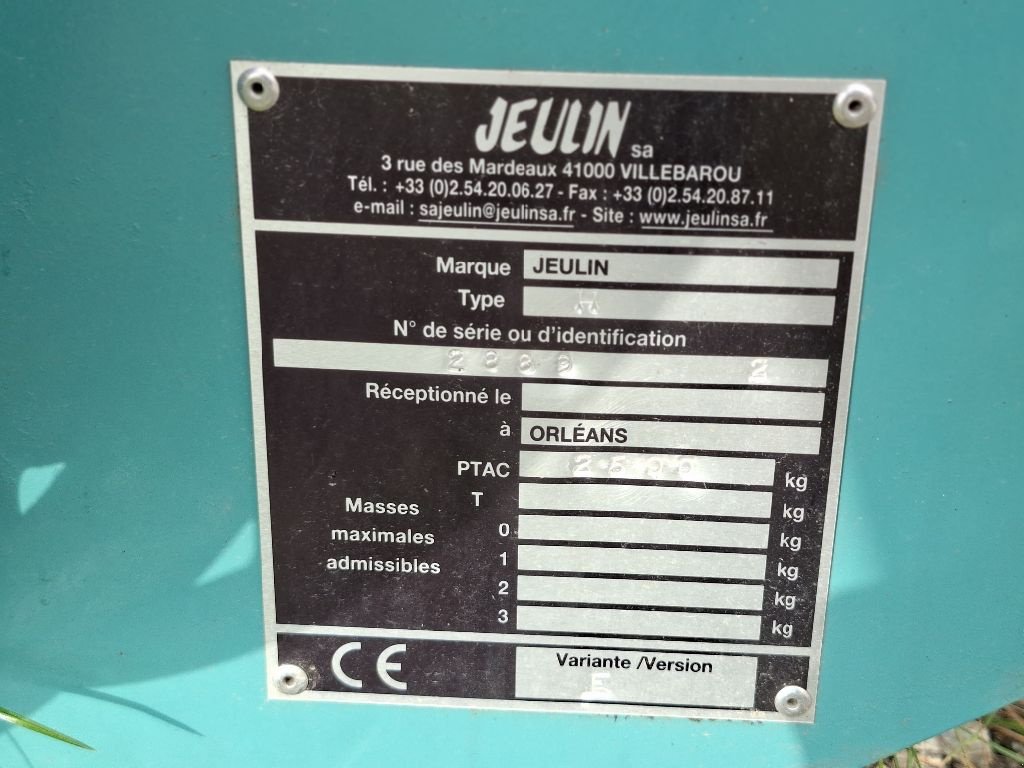 JEULIN sa
3 rue des Mardeaux 41000 VILLEBAROU
Tél. : +33 (0)2.54.20.06.27 - Fax : +33 (0)2.54.20.87.11
e-mail : sajeulin@jeulinsa.fr - Site : www.jeulinsa.fr
Marque JEULIN
Type
N° de série ou d'identification
2
Réceptionné le
à ORLÉANS
PTAC kg
T kg
Masses maximales admissibles
0 kg
1 kg
2 kg
3 kg
CE
Variante /Version